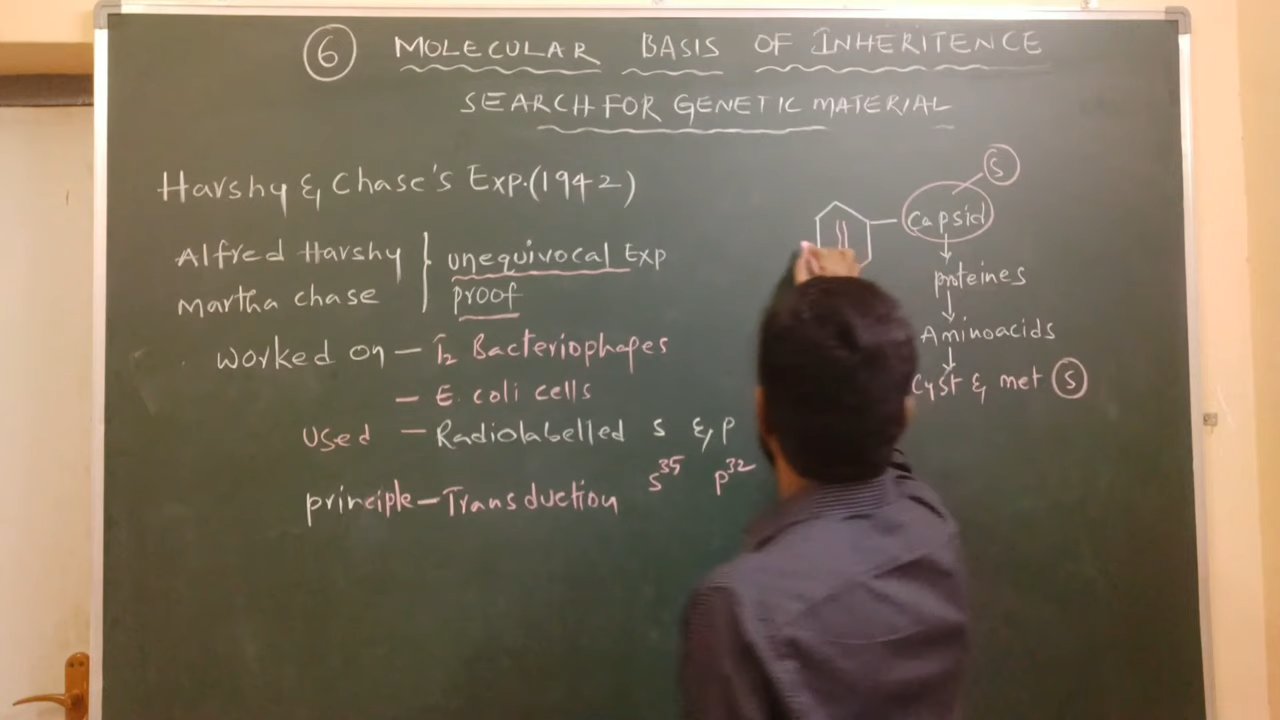 6 MOLECULAR BASIS OF INHERITENCE
SEARCH FOR GENETIC MATERIAL
Harshy & Chase's Exp.(1942)
Alfred Harshy } unequivocal Exp
Martha chase proof
worked on – T2 Bacteriophages
– E. coli cells
Used – Radiolabelled S & P
S35 P32
principle – Transduction
S
capsid
proteines
Aminoacids
Cyst & met S